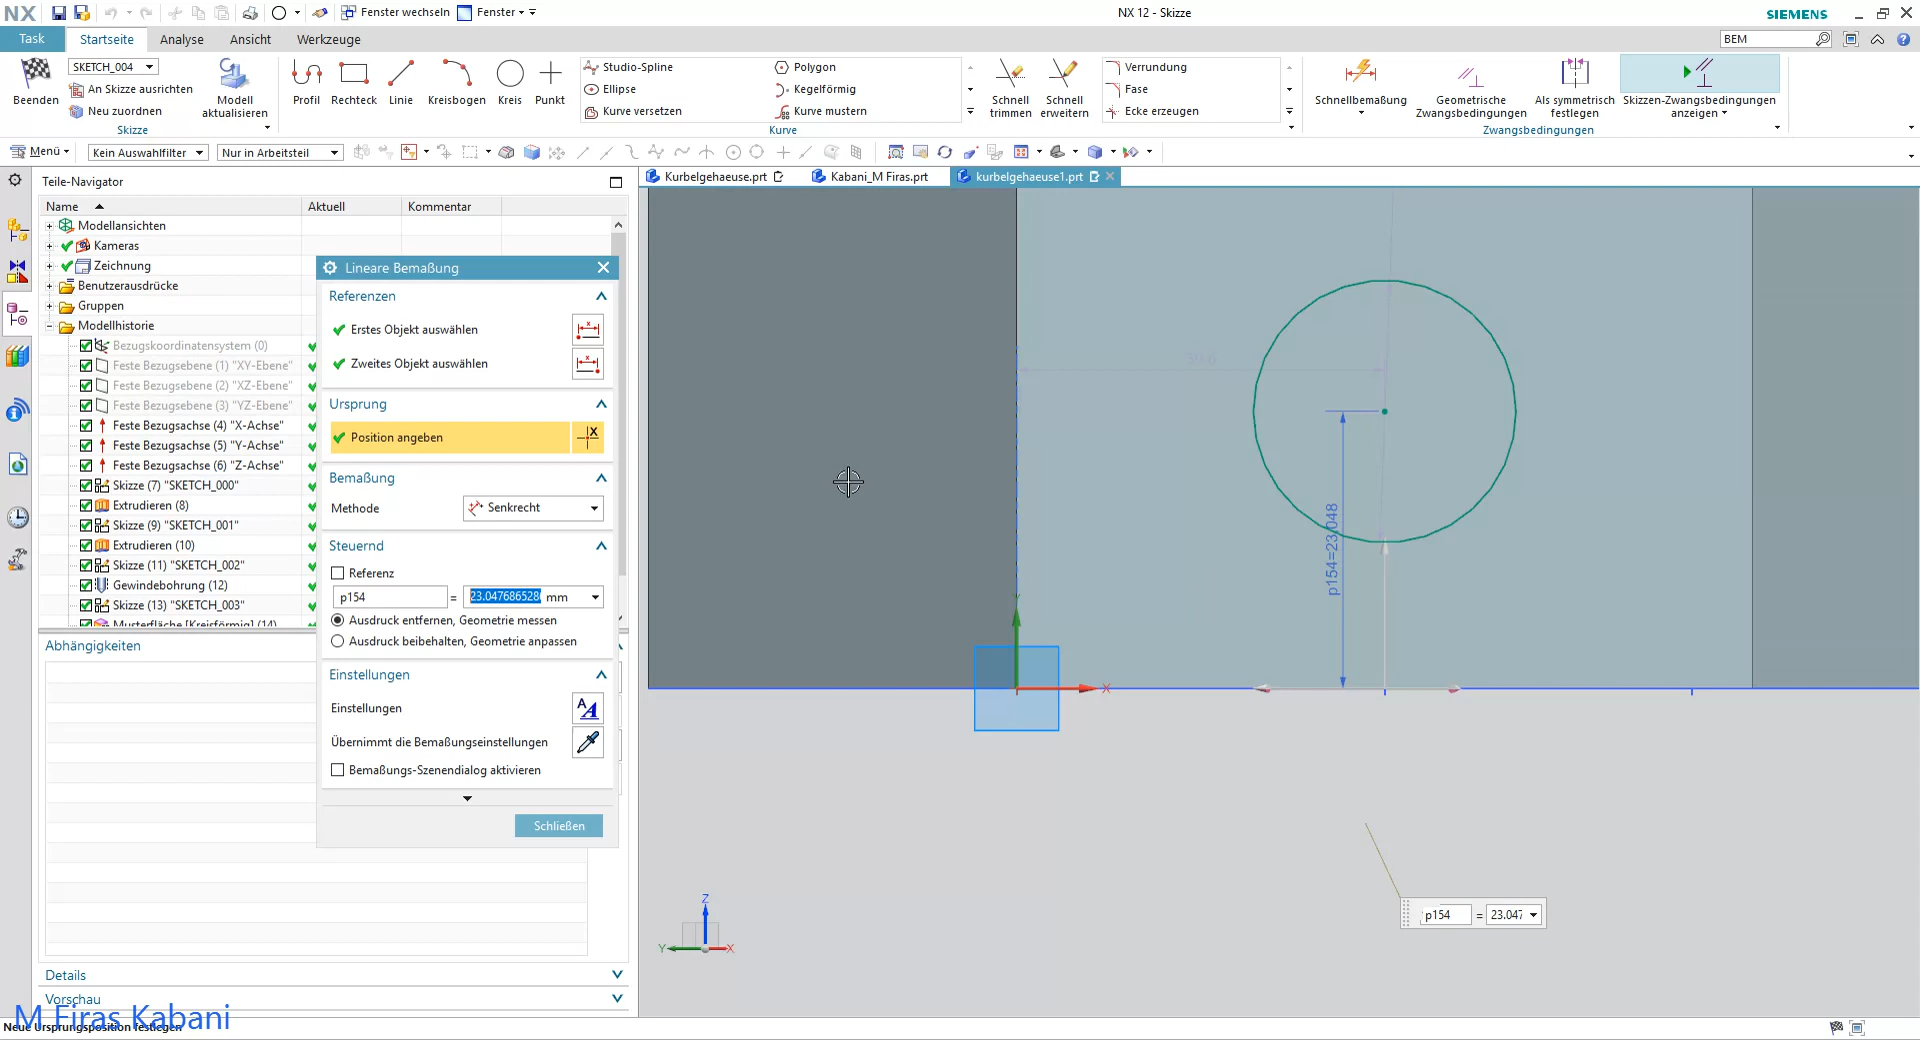 NX
Fenster wechseln
Fenster
NX 12 - Skizze
SIEMENS
Task
Startseite
Analyse
Ansicht
Werkzeuge
BEM
SKETCH_004
An Skizze ausrichten
Neu zuordnen
Beenden
Modell
aktualisieren
Skizze
Profil
Rechteck
Linie
Kreisbogen
Kreis
Punkt
Studio-Spline
Ellipse
Kurve versetzen
Polygon
Kegelförmig
Kurve mustern
Schnell
trimmen
Schnell
erweitern
Kurve
Verrundung
Fase
Ecke erzeugen
Schnellbemaßung
Geometrische
Zwangsbedingungen
Als symmetrisch
festlegen
Skizzen-Zwangsbedingungen
anzeigen
Zwangsbedingungen
Menü
Kein Auswahlfilter
Nur in Arbeitsteil
Teile-Navigator
Kurbelgehaeuse.prt
Kabani_M Firas.prt
kurbelgehaeuse1.prt
Name
Aktuell
Kommentar
Modellansichten
Kameras
Zeichnung
Benutzerausdrücke
Gruppen
Modellhistorie
Bezugskoordinatensystem (0)
Feste Bezugsebene (1) "XY-Ebene"
Feste Bezugsebene (2) "XZ-Ebene"
Feste Bezugsebene (3) "YZ-Ebene"
Feste Bezugsachse (4) "X-Achse"
Feste Bezugsachse (5) "Y-Achse"
Feste Bezugsachse (6) "Z-Achse"
Skizze (7) "SKETCH_000"
Extrudieren (8)
Skizze (9) "SKETCH_001"
Extrudieren (10)
Skizze (11) "SKETCH_002"
Gewindebohrung (12)
Skizze (13) "SKETCH_003"
Musterfläche [Kreisförmig] (14)
Lineare Bemaßung
Referenzen
Erstes Objekt auswählen
Zweites Objekt auswählen
Ursprung
Position angeben
Bemaßung
Methode
Senkrecht
Steuernd
Referenz
p154 = 23.047686528 mm
Ausdruck entfernen, Geometrie messen
Ausdruck beibehalten, Geometrie anpassen
Einstellungen
Einstellungen
Übernimmt die Bemaßungseinstellungen
Bemaßungs-Szenendialog aktivieren
Schließen
Abhängigkeiten
Details
Vorschau
M Firas Kabani
Neue Ursprungsposition festlegen
p154=23.048
X
p154 = 23.047
Z
Y
X